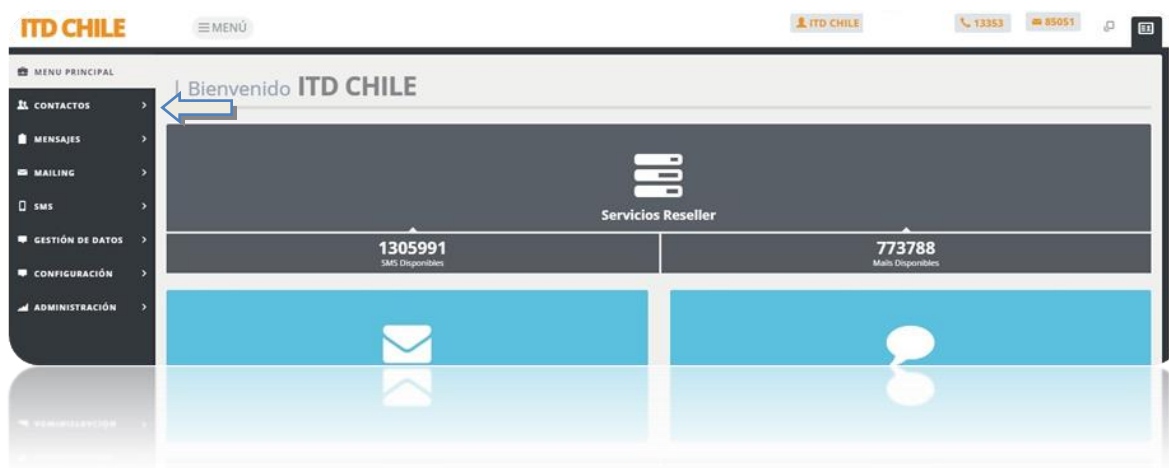 ITD CHILE
MENÚ
ITD CHILE
13353
85051
MENU PRINCIPAL
CONTACTOS
MENSAJES
MAILING
SMS
GESTIÓN DE DATOS
CONFIGURACIÓN
ADMINISTRACIÓN
| Bienvenido ITD CHILE
Servicios Reseller
1305991
SMS Disponibles
773788
Mails Disponibles